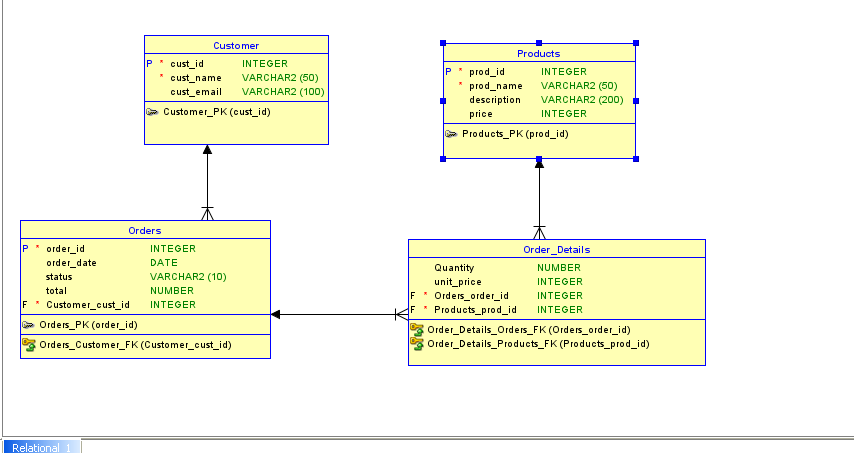 Customer
P * cust_id INTEGER
* cust_name VARCHAR2 (50)
cust_email VARCHAR2 (100)
Customer_PK (cust_id)
Products
P * prod_id INTEGER
* prod_name VARCHAR2 (50)
description VARCHAR2 (200)
price INTEGER
Products_PK (prod_id)
Orders
P * order_id INTEGER
order_date DATE
status VARCHAR2 (10)
total NUMBER
F * Customer_cust_id INTEGER
Orders_PK (order_id)
Orders_Customer_FK (Customer_cust_id)
Order_Details
Quantity NUMBER
unit_price INTEGER
F * Orders_order_id INTEGER
F * Products_prod_id INTEGER
Order_Details_Orders_FK (Orders_order_id)
Order_Details_Products_FK (Products_prod_id)
Relational_1